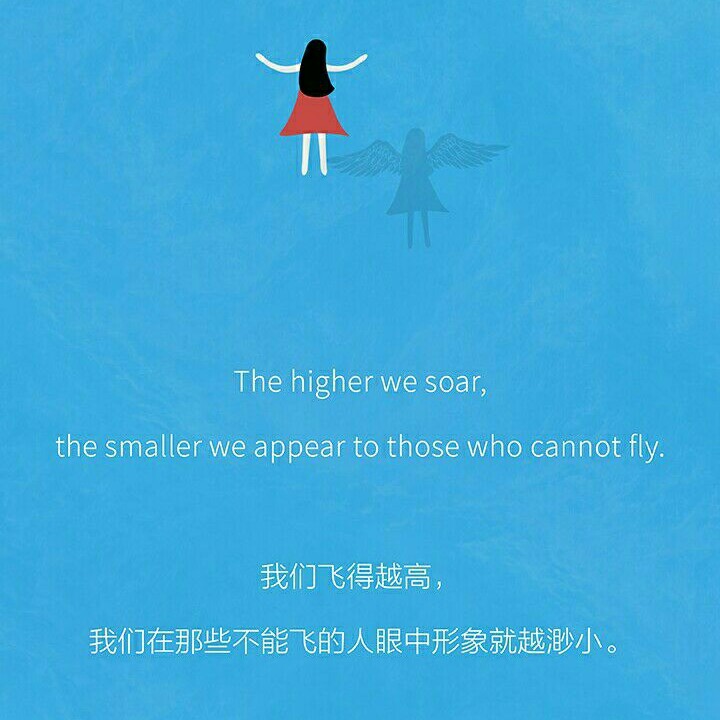 The higher we soar,
the smaller we appear to those who cannot fly.
我们飞得越高，
我们在那些不能飞的人眼中形象就越渺小。